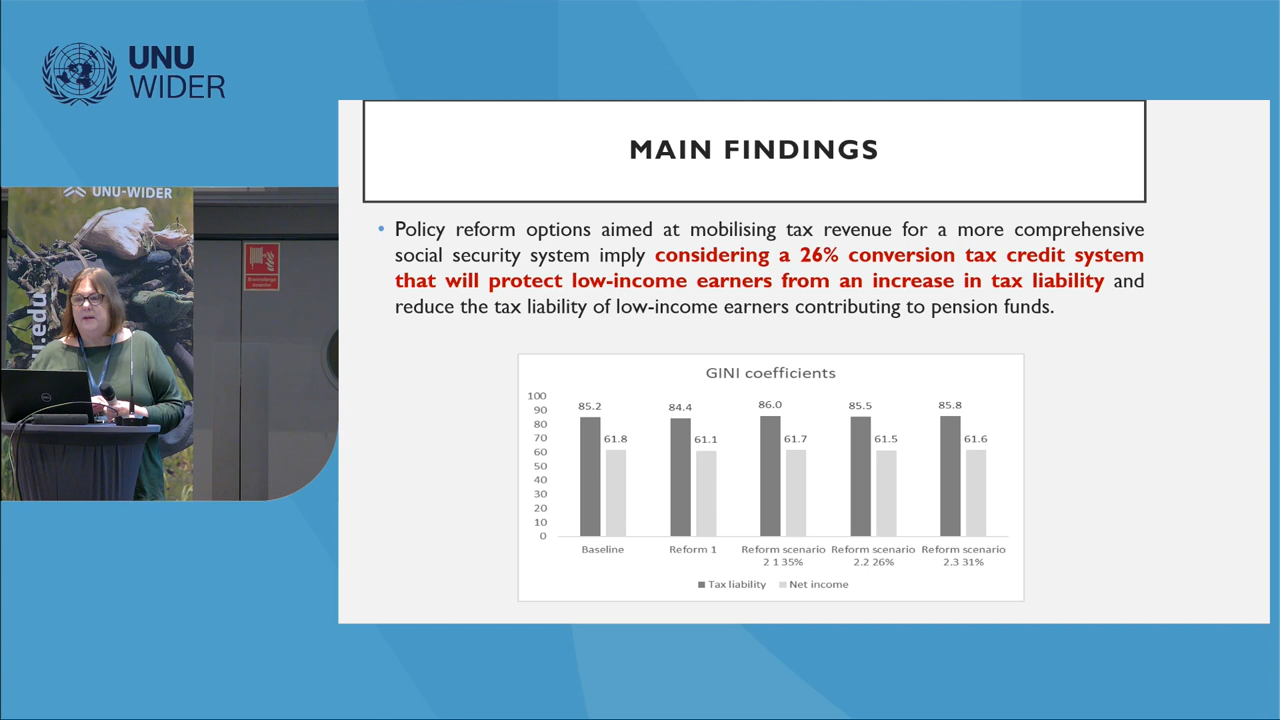 UNU
WIDER
UNU-WIDER
u.edu
MAIN FINDINGS
• Policy reform options aimed at mobilising tax revenue for a more comprehensive
social security system imply considering a 26% conversion tax credit system
that will protect low-income earners from an increase in tax liability and
reduce the tax liability of low-income earners contributing to pension funds.
GINI coefficients
100
90
80
70
60
50
40
30
20
10
0
85.2
61.8
84.4
61.1
86.0
61.7
85.5
61.5
85.8
61.6
Baseline
Reform 1
Reform scenario
2 1 35%
Reform scenario
2.2 26%
Reform scenario
2.3 31%
Tax liability
Net income